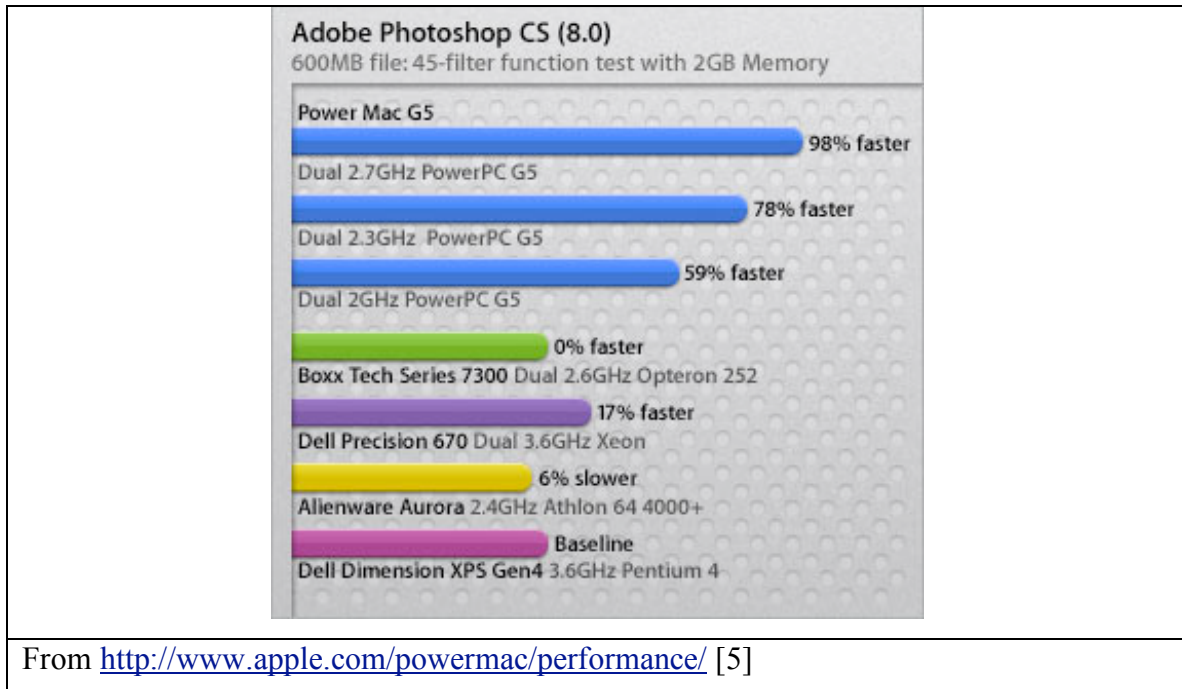 Adobe Photoshop CS (8.0)
600MB file: 45-filter function test with 2GB Memory
Power Mac G5
98% faster
Dual 2.7GHz PowerPC G5
78% faster
Dual 2.3GHz PowerPC G5
59% faster
Dual 2GHz PowerPC G5
0% faster
Boxx Tech Series 7300 Dual 2.6GHz Opteron 252
17% faster
Dell Precision 670 Dual 3.6GHz Xeon
6% slower
Alienware Aurora 2.4GHz Athlon 64 4000+
Baseline
Dell Dimension XPS Gen4 3.6GHz Pentium 4
From http://www.apple.com/powermac/performance/ [5]